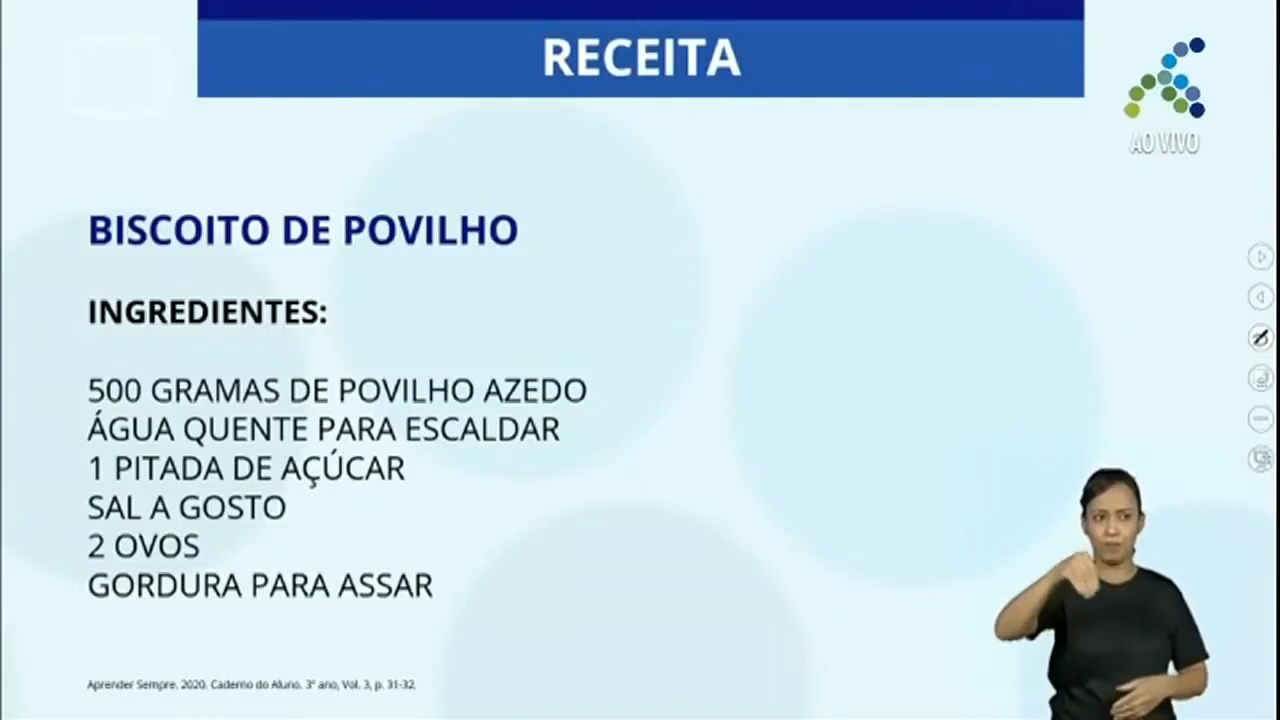 RECEITA
AO VIVO
BISCOITO DE POVILHO
INGREDIENTES:
500 GRAMAS DE POVILHO AZEDO
ÁGUA QUENTE PARA ESCALDAR
1 PITADA DE AÇÚCAR
SAL A GOSTO
2 OVOS
GORDURA PARA ASSAR
Aprender Sempre. 2020. Caderno do Aluno. 3º ano, Vol. 3, p. 31-32.